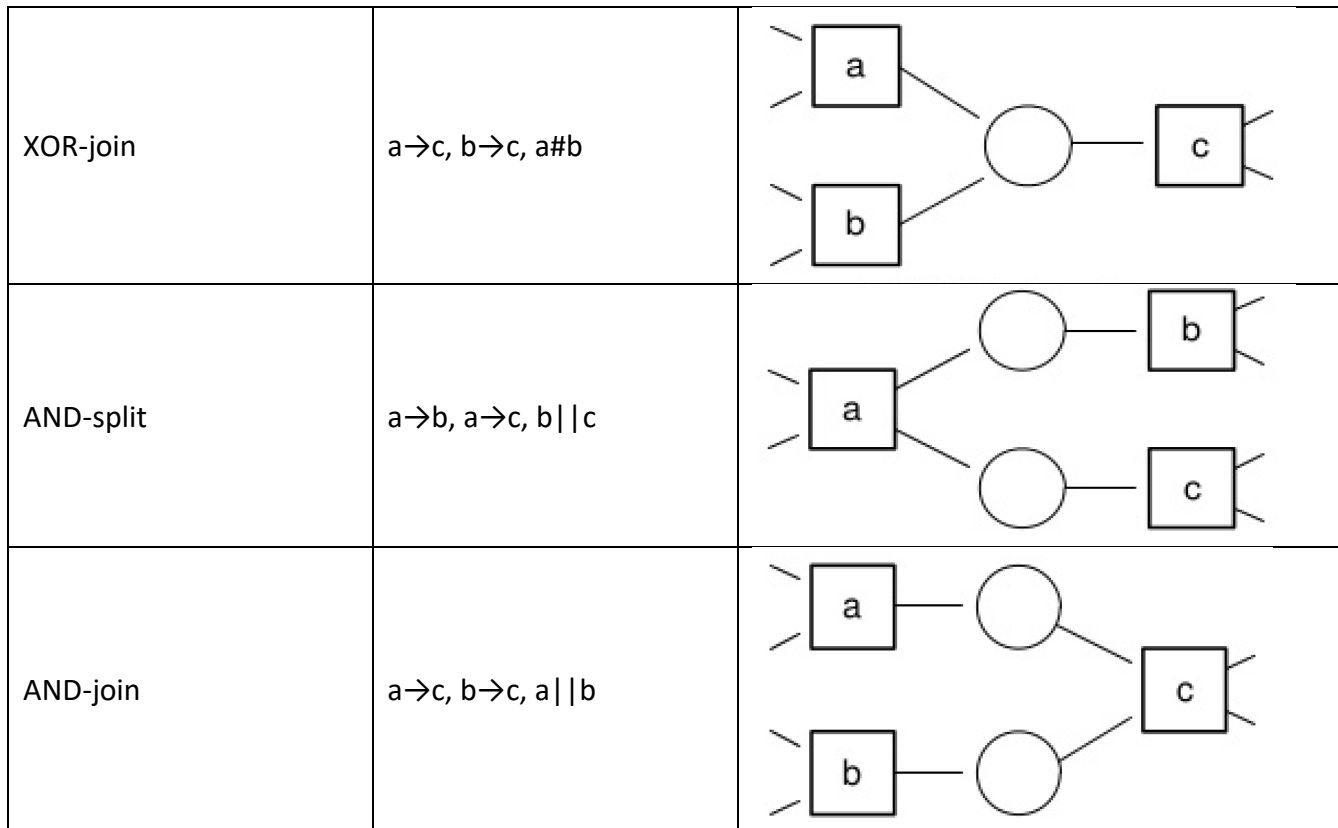 XOR-join
a→c, b→c, a#b
a
b
c
AND-split
a→b, a→c, b||c
b
a
c
AND-join
a→c, b→c, a||b
a
c
b